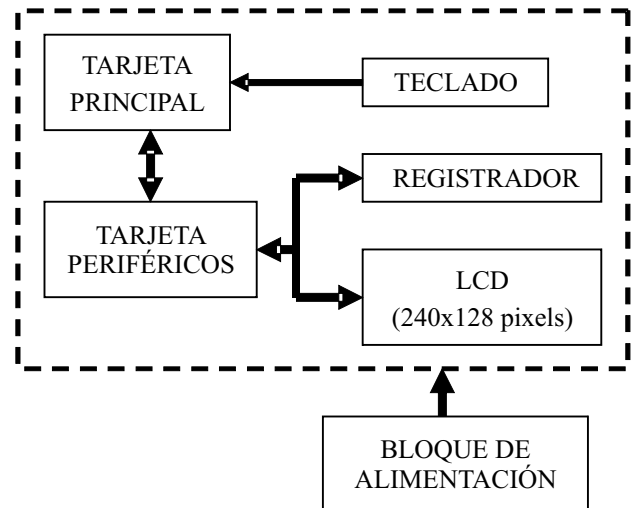 TARJETA
PRINCIPAL
TECLADO
REGISTRADOR
TARJETA
PERIFÉRICOS
LCD
(240x128 pixels)
BLOQUE DE
ALIMENTACIÓN